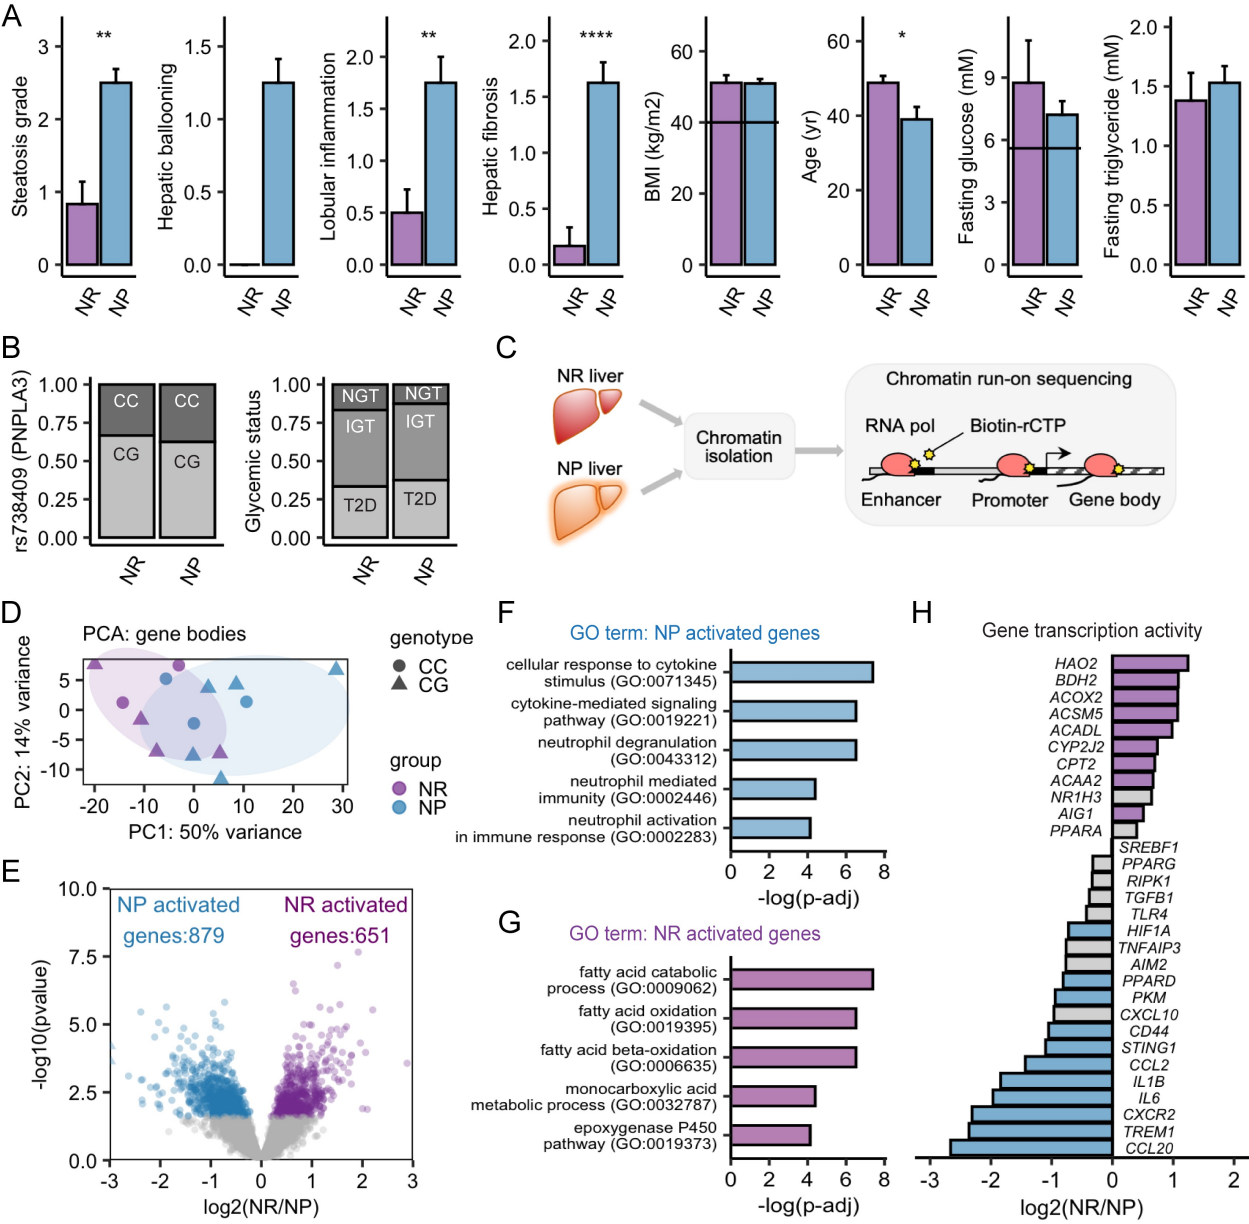 A
Steatosis grade
3
2
1
0
**
NR
NP
Hepatic ballooning
1.5
1.0
0.5
0.0
NR
NP
Lobular inflammation
2.0
1.5
1.0
0.5
0.0
**
NR
NP
Hepatic fibrosis
2.0
1.5
1.0
0.5
0.0
****
NR
NP
BMI (kg/m2)
60
40
20
0
NR
NP
Age (yr)
60
40
20
0
*
NR
NP
Fasting glucose (mM)
9
6
3
0
NR
NP
Fasting triglyceride (mM)
2.0
1.5
1.0
0.5
0.0
NR
NP
B
rs738409 (PNPLA3)
1.00
0.75
0.50
0.25
0.00
CC
CC
CG
CG
NR
NP
Glycemic status
1.00
0.75
0.50
0.25
0.00
NGT
NGT
IGT
IGT
T2D
T2D
NR
NP
C
NR liver
NP liver
Chromatin
isolation
Chromatin run-on sequencing
RNA pol
Biotin-rCTP
Enhancer
Promoter
Gene body
D
PCA: gene bodies
PC2: 14% variance
5
0
-5
-10
-20
-10
0
10
20
30
PC1: 50% variance
genotype
CC
CG
group
NR
NP
E
-log10(pvalue)
10.0
7.5
5.0
2.5
0.0
NP activated
genes:879
NR activated
genes:651
-3
-2
-1
0
1
2
3
log2(NR/NP)
F
GO term: NP activated genes
cellular response to cytokine
stimulus (GO:0071345)
cytokine-mediated signaling
pathway (GO:0019221)
neutrophil degranulation
(GO:0043312)
neutrophil mediated
immunity (GO:0002446)
neutrophil activation
in immune response (GO:0002283)
0
2
4
6
8
-log(p-adj)
G
GO term: NR activated genes
fatty acid catabolic
process (GO:0009062)
fatty acid oxidation
(GO:0019395)
fatty acid beta-oxidation
(GO:0006635)
monocarboxylic acid
metabolic process (GO:0032787)
epoxygenase P450
pathway (GO:0019373)
0
2
4
6
8
-log(p-adj)
H
Gene transcription activity
HAO2
BDH2
ACOX2
ACSM5
ACADL
CYP2J2
CPT2
ACAA2
NR1H3
AIG1
PPARA
SREBF1
PPARG
RIPK1
TGFB1
TLR4
HIF1A
TNFAIP3
AIM2
PPARD
PKM
CXCL10
CD44
STING1
CCL2
IL1B
IL6
CXCR2
TREM1
CCL20
-3
-2
-1
0
1
2
log2(NR/NP)